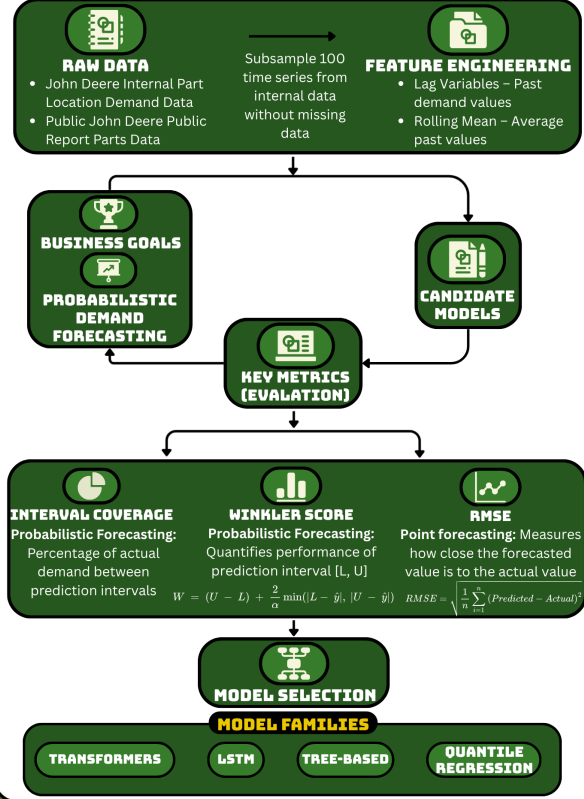 RAW DATA
• John Deere Internal Part
Location Demand Data
• Public John Deere Public
Report Parts Data
Subsample 100
time series from
internal data
without missing
data
FEATURE ENGINEERING
• Lag Variables – Past
demand values
• Rolling Mean – Average
past values
BUSINESS GOALS
PROBABILISTIC
DEMAND
FORECASTING
CANDIDATE
MODELS
KEY METRICS
(EVALATION)
INTERVAL COVERAGE
Probabilistic Forecasting:
Percentage of actual
demand between
prediction intervals
WINKLER SCORE
Probabilistic Forecasting:
Quantifies performance of
prediction interval [L, U]
W = (U − L) + 2/α min(|L − ŷ|, |U − ŷ|)
RMSE
Point forecasting: Measures
how close the forecasted
value is to the actual value
RMSE = √(1/n ∑_{i=1}^{n} (Predicted − Actual)²
MODEL SELECTION
MODEL FAMILIES
TRANSFORMERS
LSTM
TREE-BASED
QUANTILE
REGRESSION